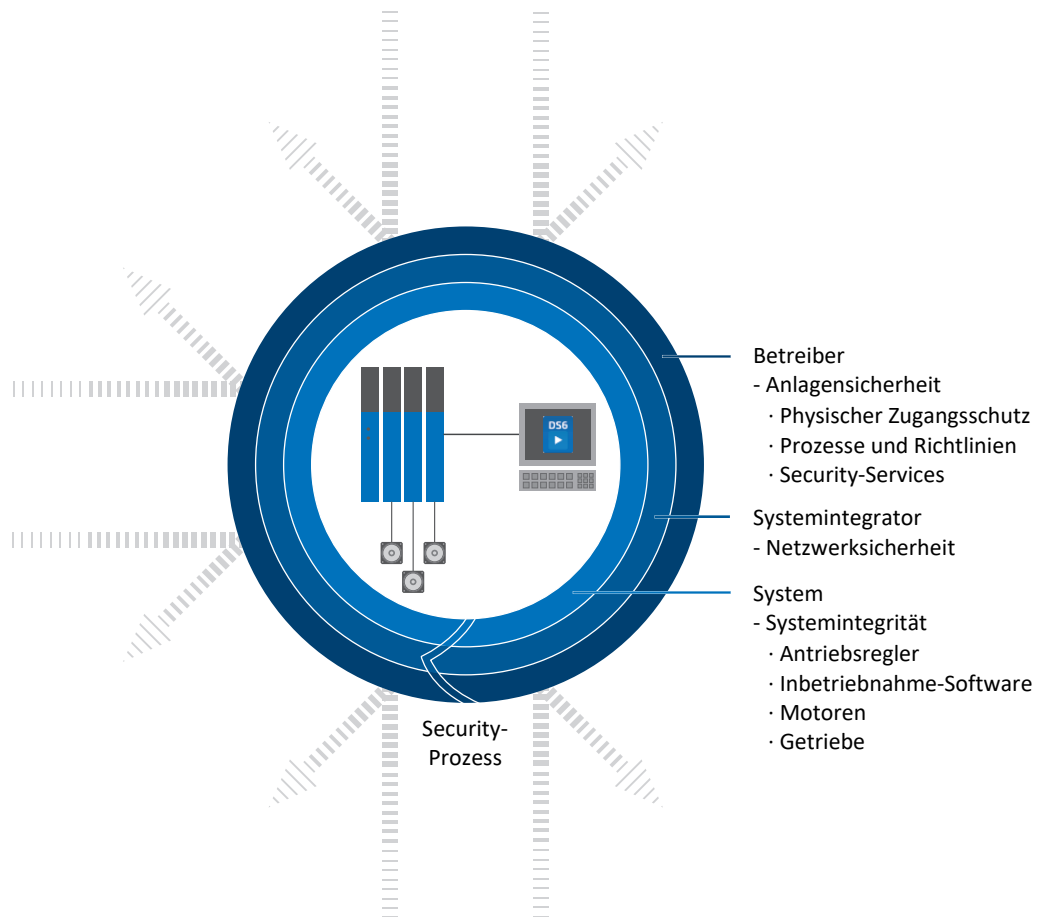 DS6
Betreiber
- Anlagensicherheit
· Physischer Zugangsschutz
· Prozesse und Richtlinien
· Security-Services
Systemintegrator
- Netzwerksicherheit
System
- Systemintegrität
· Antriebsregler
· Inbetriebnahme-Software
· Motoren
· Getriebe
Security-
Prozess